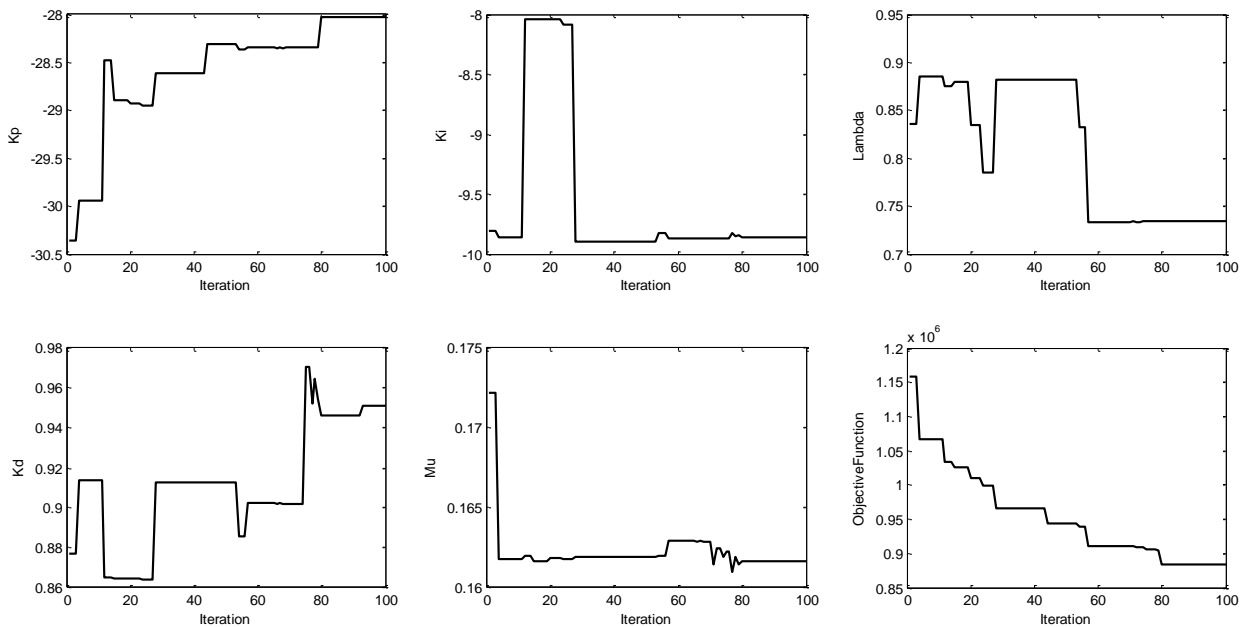 -28
-28.5
-29
-29.5
-30
-30.5
Kp
0 20 40 60 80 100
Iteration
-8
-8.5
-9
-9.5
-10
Ki
0 20 40 60 80 100
Iteration
0.95
0.9
0.85
0.8
0.75
0.7
Lambda
0 20 40 60 80 100
Iteration
0.98
0.96
0.94
0.92
0.9
0.88
0.86
Kd
0 20 40 60 80 100
Iteration
0.175
0.17
0.165
0.16
Mu
0 20 40 60 80 100
Iteration
x 10^6
1.2
1.15
1.1
1.05
1
0.95
0.9
0.85
ObjectiveFunction
0 20 40 60 80 100
Iteration